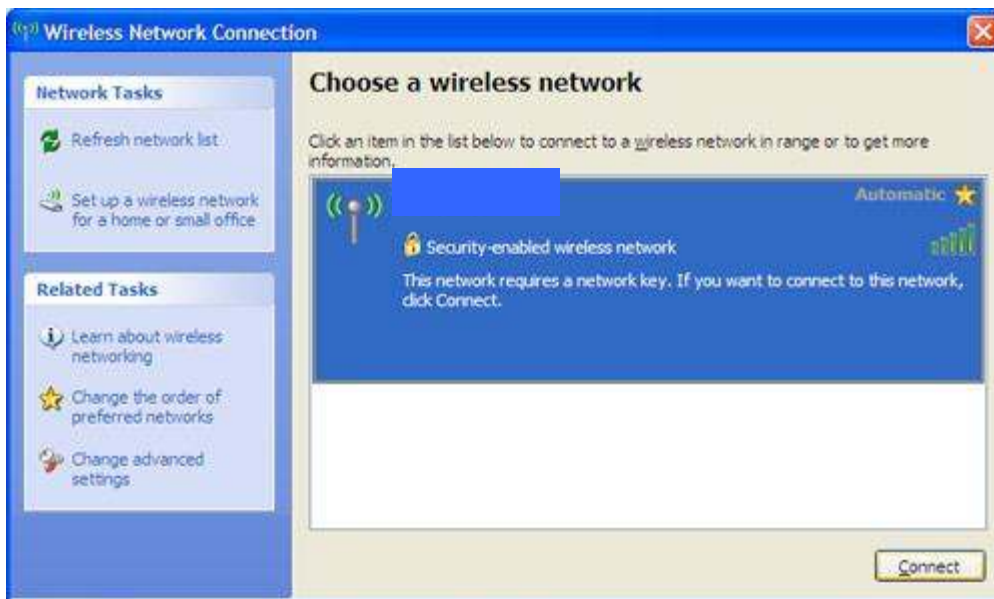 Wireless Network Connection
Network Tasks
Refresh network list
Set up a wireless network
for a home or small office
Related Tasks
Learn about wireless
networking
Change the order of
preferred networks
Change advanced
settings
Choose a wireless network
Click an item in the list below to connect to a wireless network in range or to get more
information.
Automatic
Security-enabled wireless network
This network requires a network key. If you want to connect to this network,
click Connect.
Connect